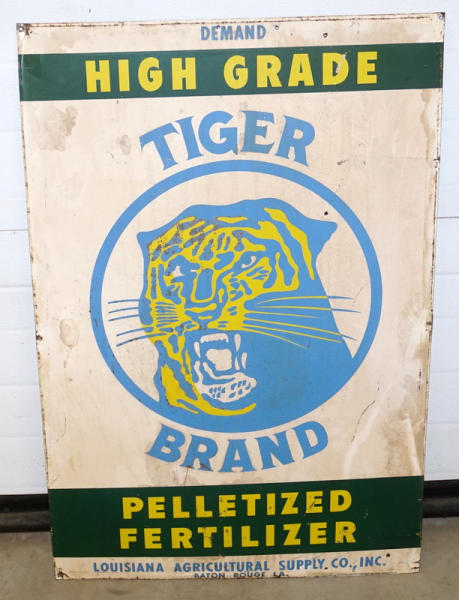 DEMAND
HIGH GRADE
TIGER
BRAND
PELLETIZED
FERTILIZER
LOUISIANA AGRICULTURAL SUPPLY CO., INC.
BATON ROUGE LA.